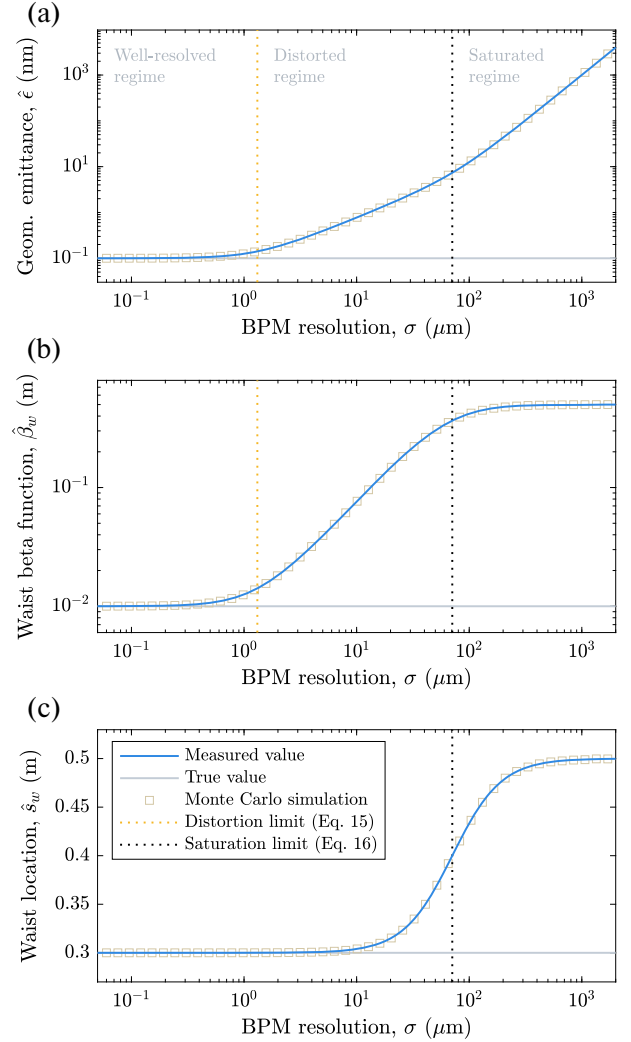 (a)
Well-resolved
regime
Distorted
regime
Saturated
regime
Geom. emittance, ϵ̂ (nm)
10³
10¹
10⁻¹
10⁻¹ 10⁰ 10¹ 10² 10³
BPM resolution, σ (μm)
(b)
Waist beta function, β̂_w (m)
10⁻¹
10⁻²
10⁻¹ 10⁰ 10¹ 10² 10³
BPM resolution, σ (μm)
(c)
Waist location, ŝ_w (m)
0.5
0.45
0.4
0.35
0.3
Measured value
True value
Monte Carlo simulation
Distortion limit (Eq. 15)
Saturation limit (Eq. 16)
10⁻¹ 10⁰ 10¹ 10² 10³
BPM resolution, σ (μm)